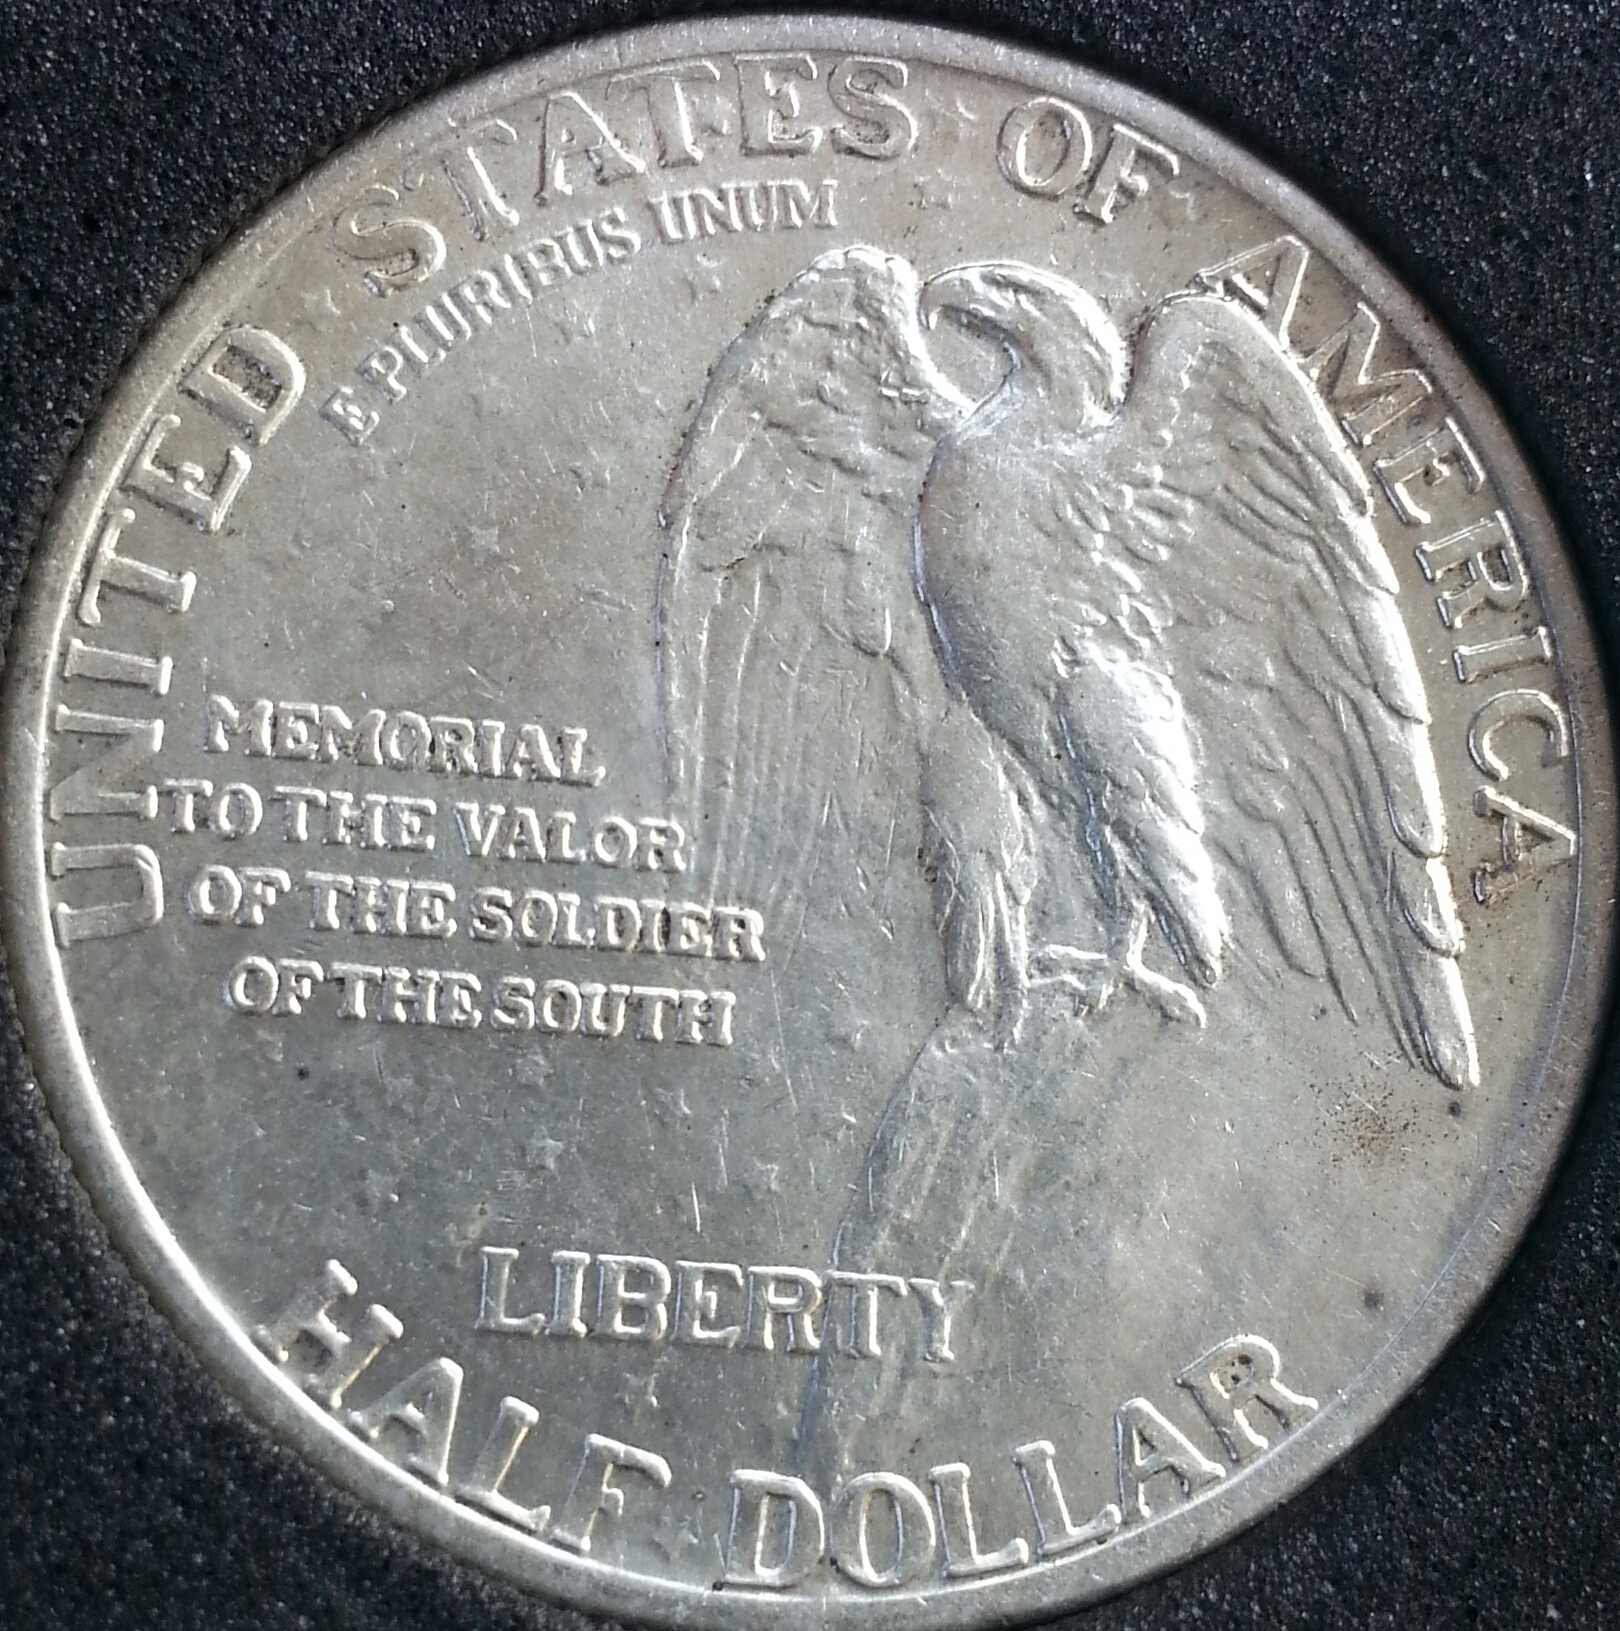 UNITED STATES OF AMERICA
E PLURIBUS UNUM
MEMORIAL
TO THE VALOR
OF THE SOLDIER
OF THE SOUTH
LIBERTY
HALF DOLLAR